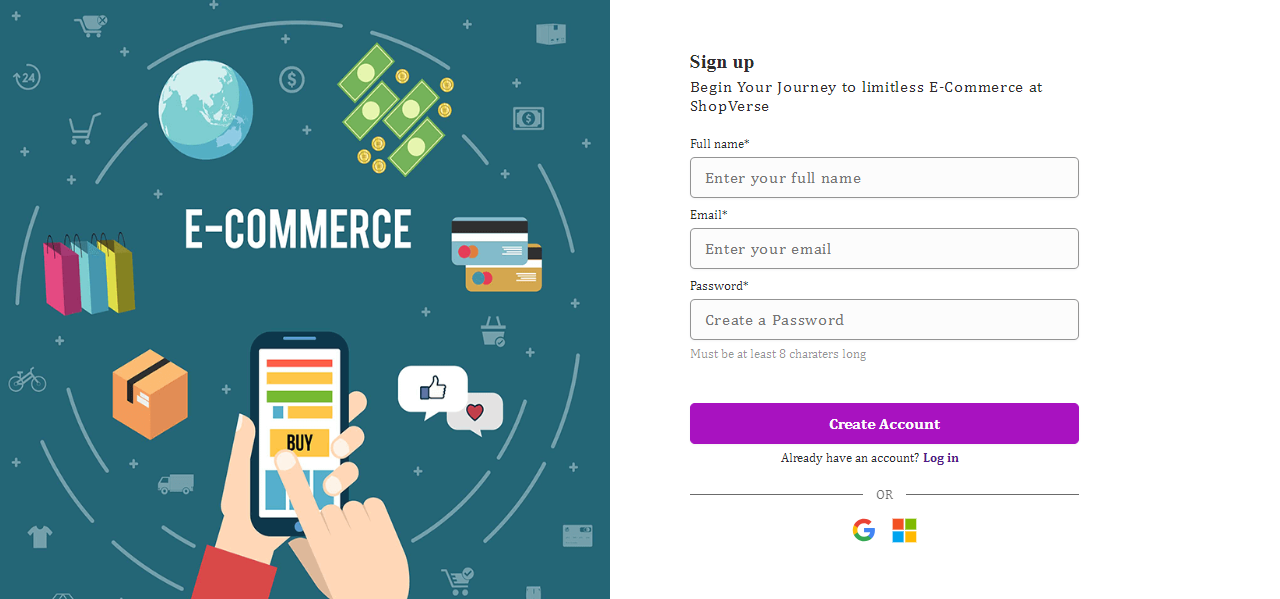 24
$
$
E-COMMERCE
BUY
Sign up
Begin Your Journey to limitless E-Commerce at
ShopVerse
Full name*
Enter your full name
Email*
Enter your email
Password*
Create a Password
Must be at least 8 charaters long
Create Account
Already have an account? Log in
OR